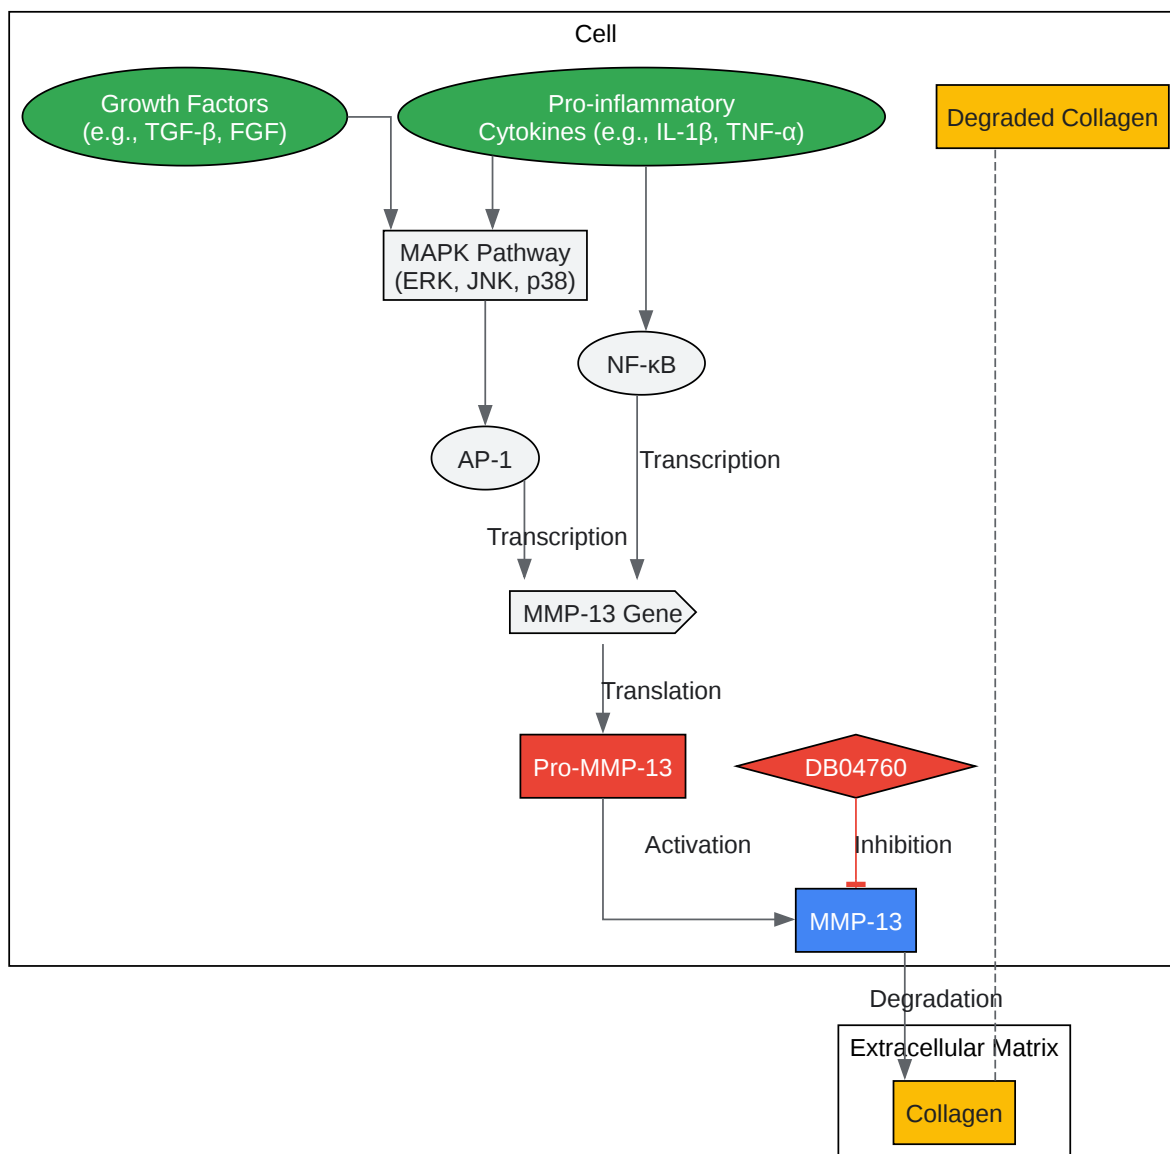 Cell
Growth Factors
(e.g., TGF-β, FGF)
Pro-inflammatory
Cytokines (e.g., IL-1β, TNF-α)
Degraded Collagen
MAPK Pathway
(ERK, JNK, p38)
NF-κB
AP-1
Transcription
Transcription
MMP-13 Gene
Translation
Pro-MMP-13
DB04760
Activation
Inhibition
MMP-13
Degradation
Extracellular Matrix
Collagen